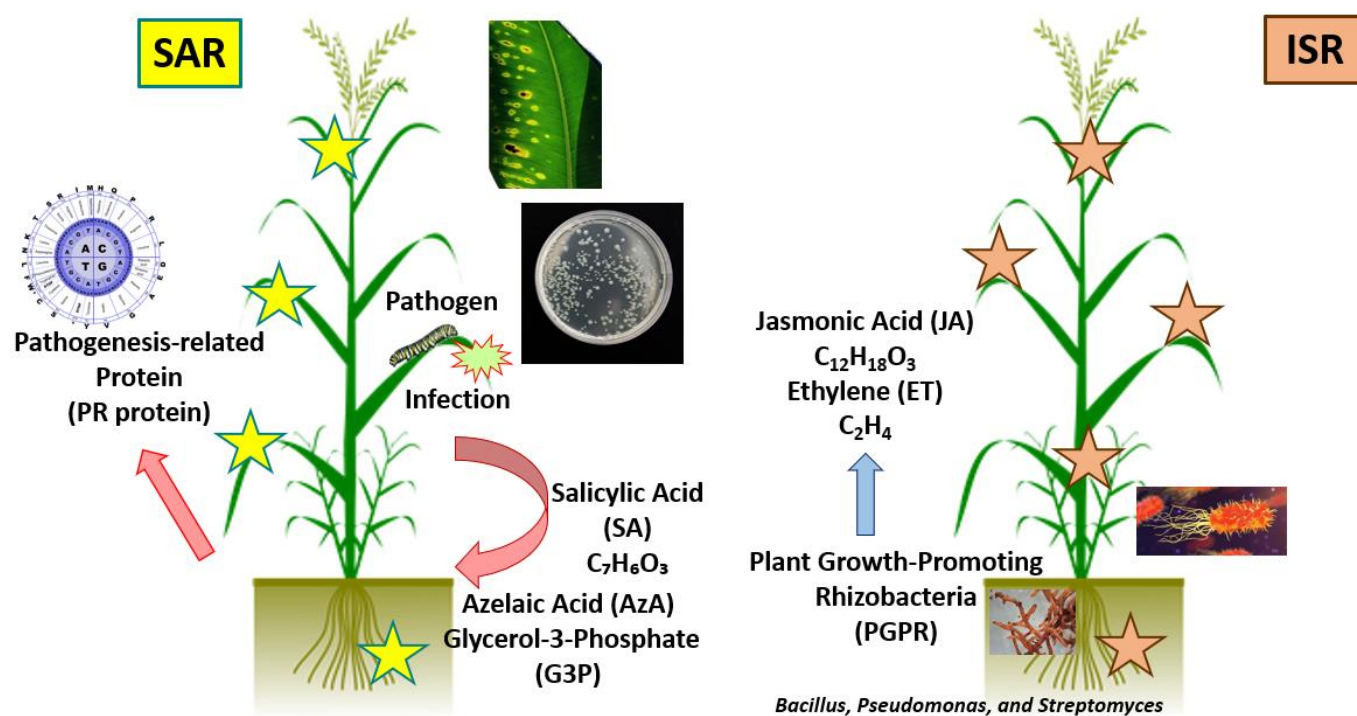 SAR
ISR
A C
T G
Pathogenesis-related
Protein
(PR protein)
Pathogen
Infection
Salicylic Acid
(SA)
C₇H₆O₃
Azelaic Acid (AzA)
Glycerol-3-Phosphate
(G3P)
Jasmonic Acid (JA)
C₁₂H₁₈O₃
Ethylene (ET)
C₂H₄
Plant Growth-Promoting
Rhizobacteria
(PGPR)
Bacillus, Pseudomonas, and Streptomyces